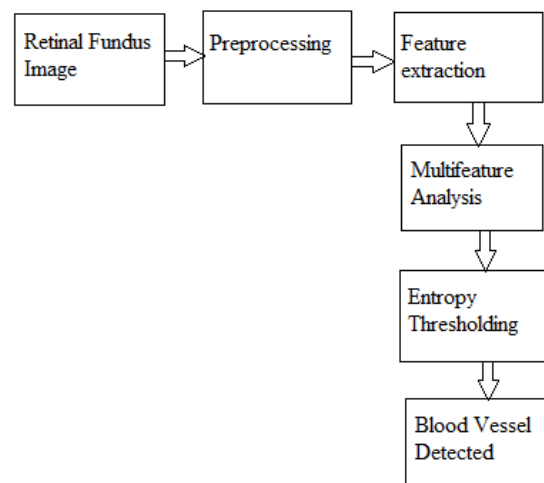 Retinal Fundus
Image
Preprocessing
Feature
extraction
Multifeature
Analysis
Entropy
Thresholding
Blood Vessel
Detected